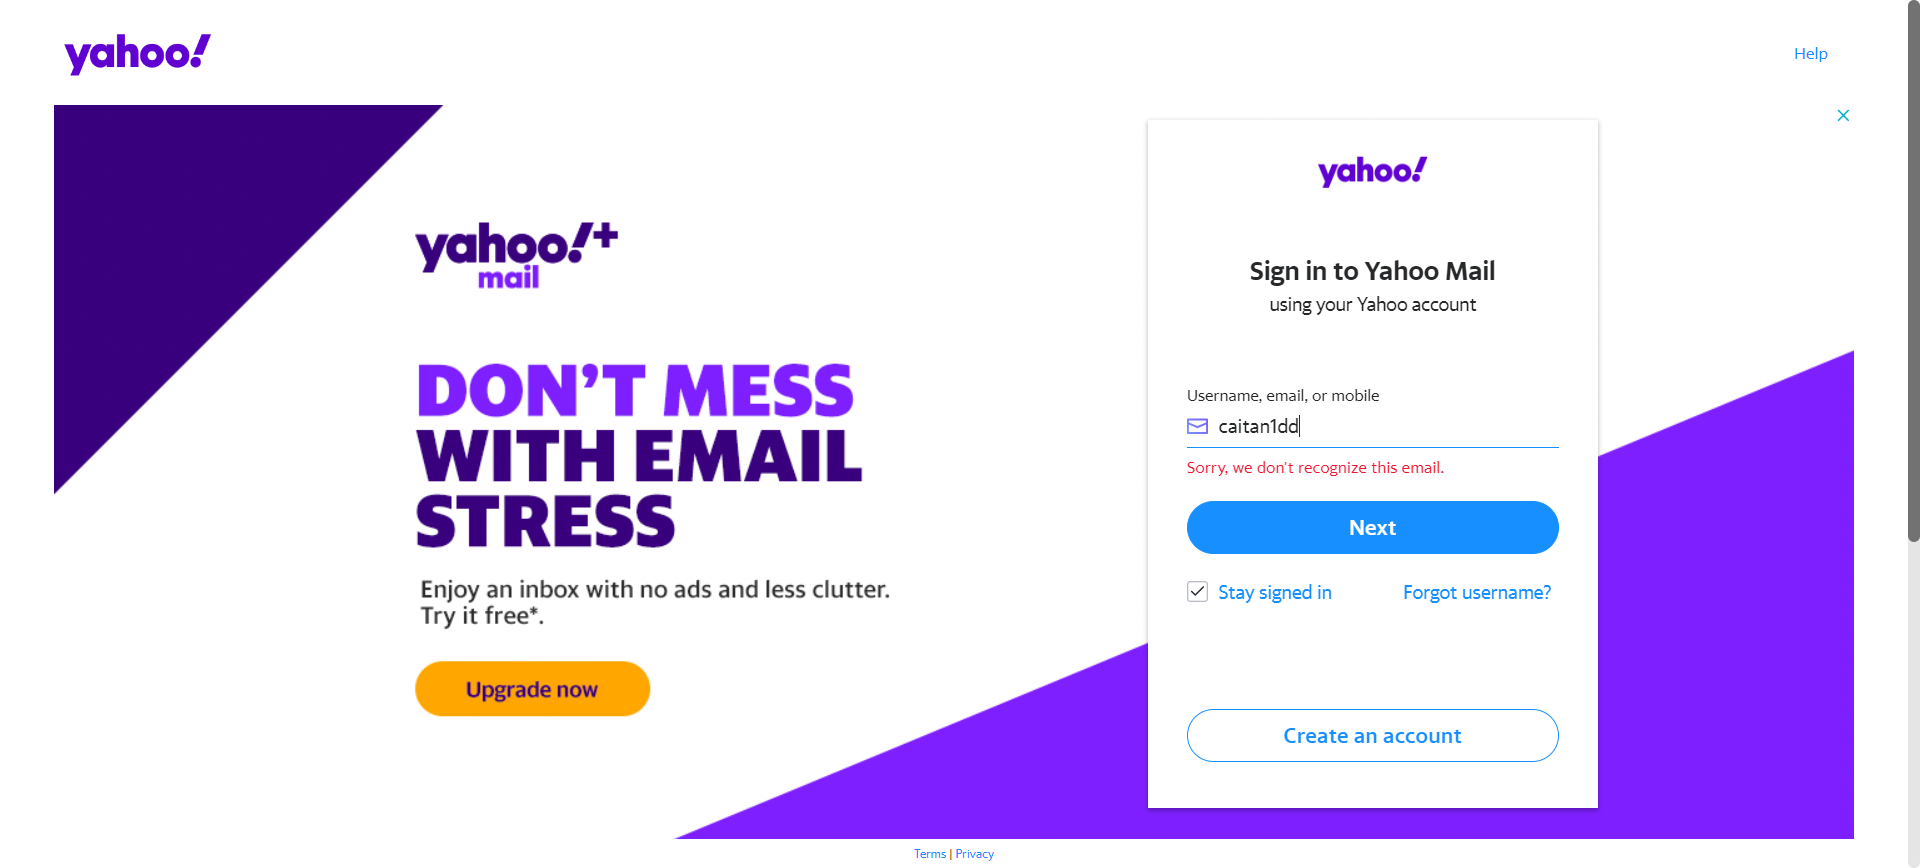 yahoo!
Help
yahoo!+
mail
DON'T MESS
WITH EMAIL
STRESS
Enjoy an inbox with no ads and less clutter.
Try it free*.
Upgrade now
yahoo!
Sign in to Yahoo Mail
using your Yahoo account
Username, email, or mobile
caitan1dd
Sorry, we don't recognize this email.
Next
Stay signed in
Forgot username?
Create an account
Terms | Privacy